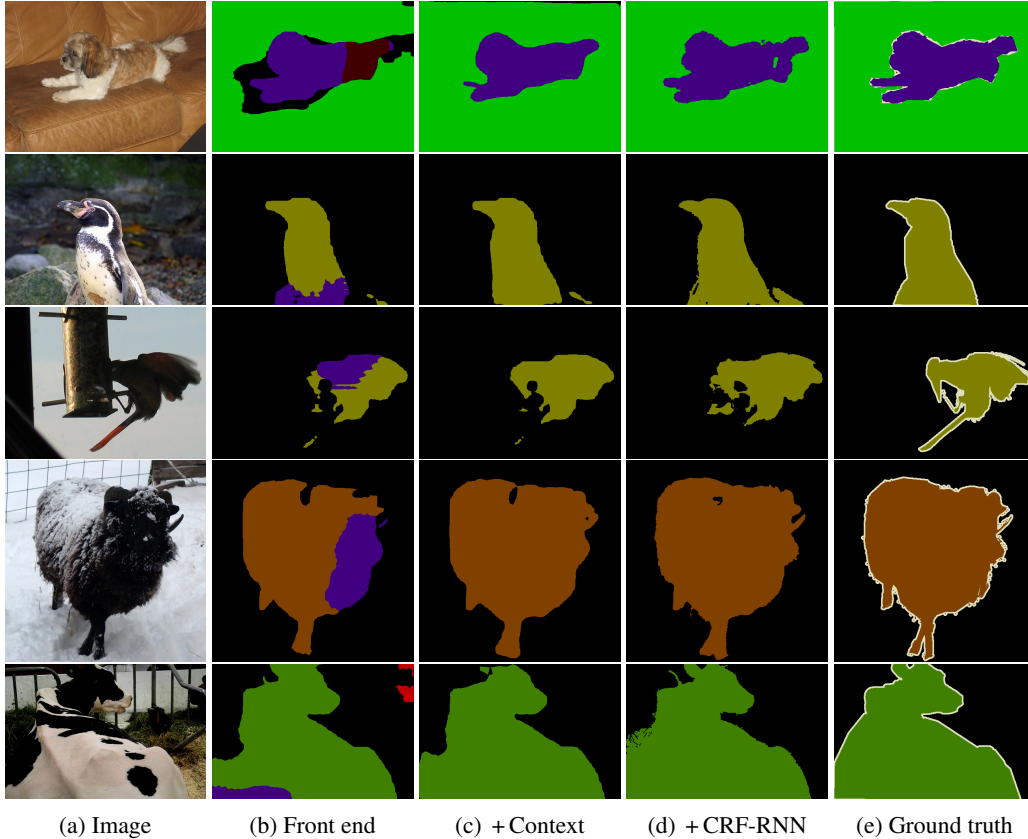 (a) Image
(b) Front end
(c) + Context
(d) + CRF-RNN
(e) Ground truth